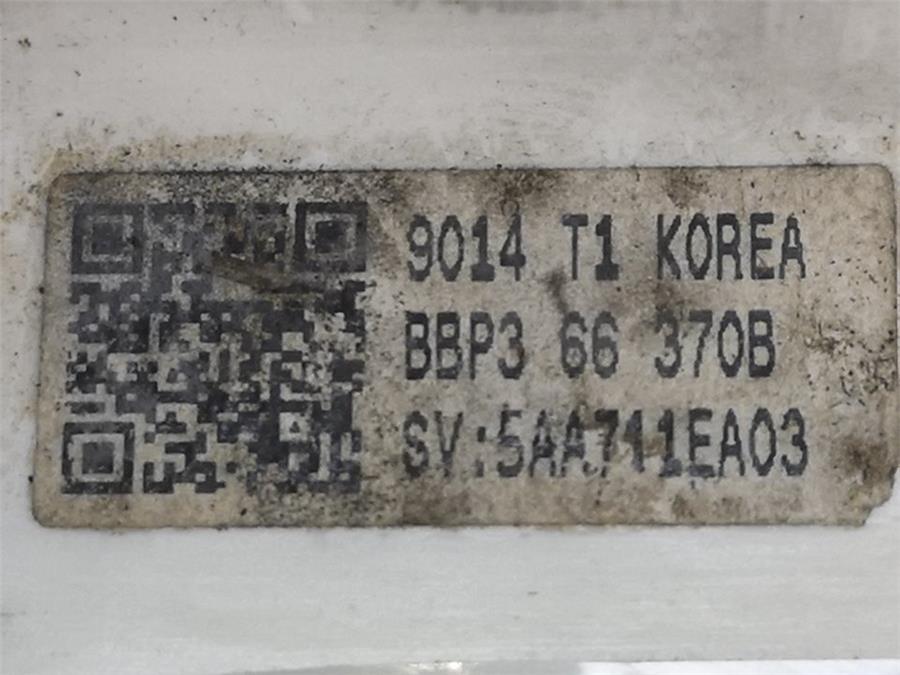 9014 T1 KOREA
BBP3 66 370B
SV:5AA711EA03